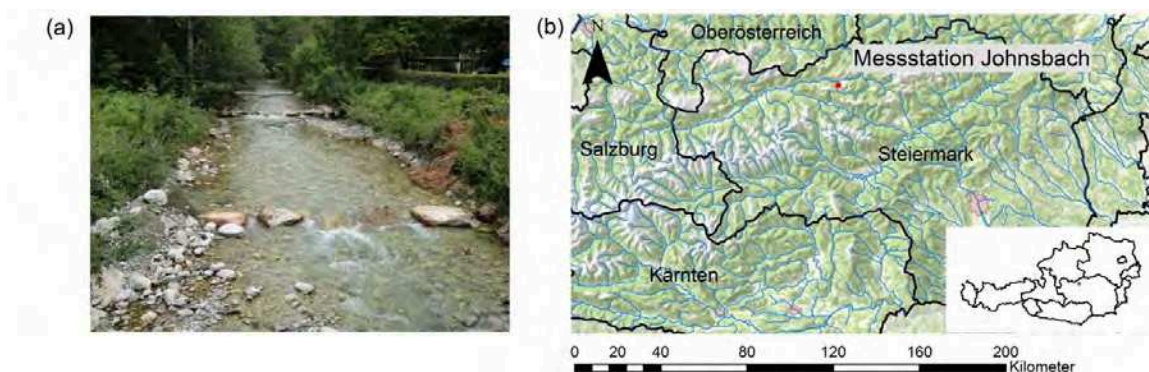 (a)
(b)
N
Oberösterreich
Messstation Johnsbach
Salzburg
Steiermark
Kärnten
0 20 40 80 120 160 200
Kilometer